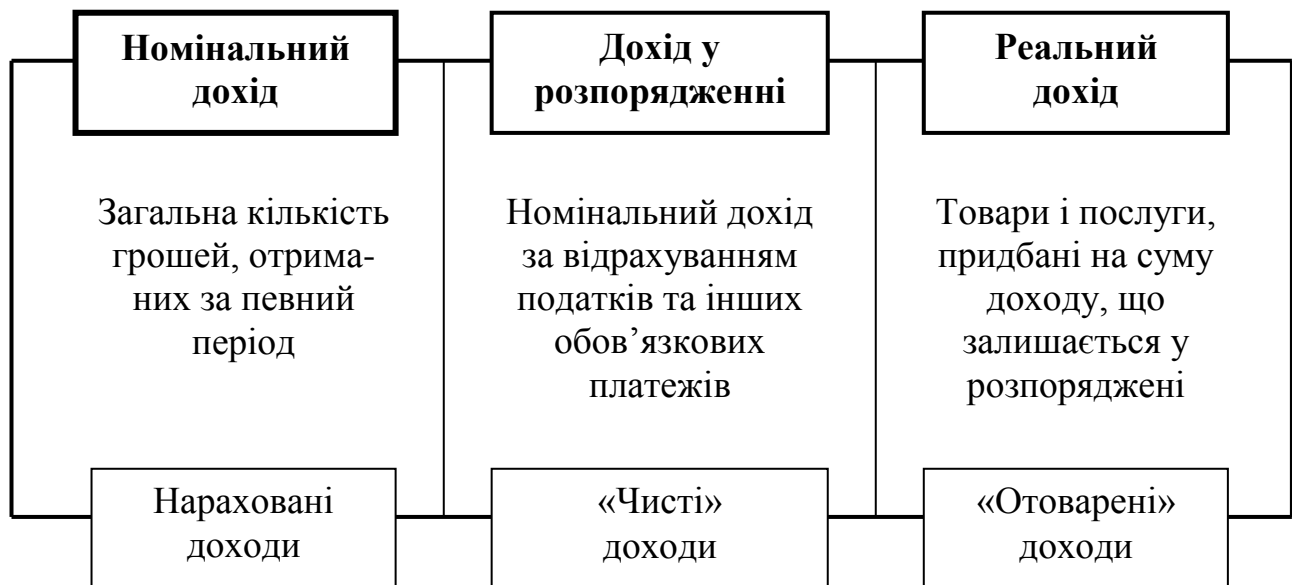 Номінальний
дохід
Дохід у
розпорядженні
Реальний
дохід
Загальна кількість
грошей, отрима-
них за певний
період
Номінальний дохід
за відрахуванням
податків та інших
обов’язкових
платежів
Товари і послуги,
придбані на суму
доходу, що
залишається у
розпоряджені
Нараховані
доходи
«Чисті»
доходи
«Отоварені»
доходи